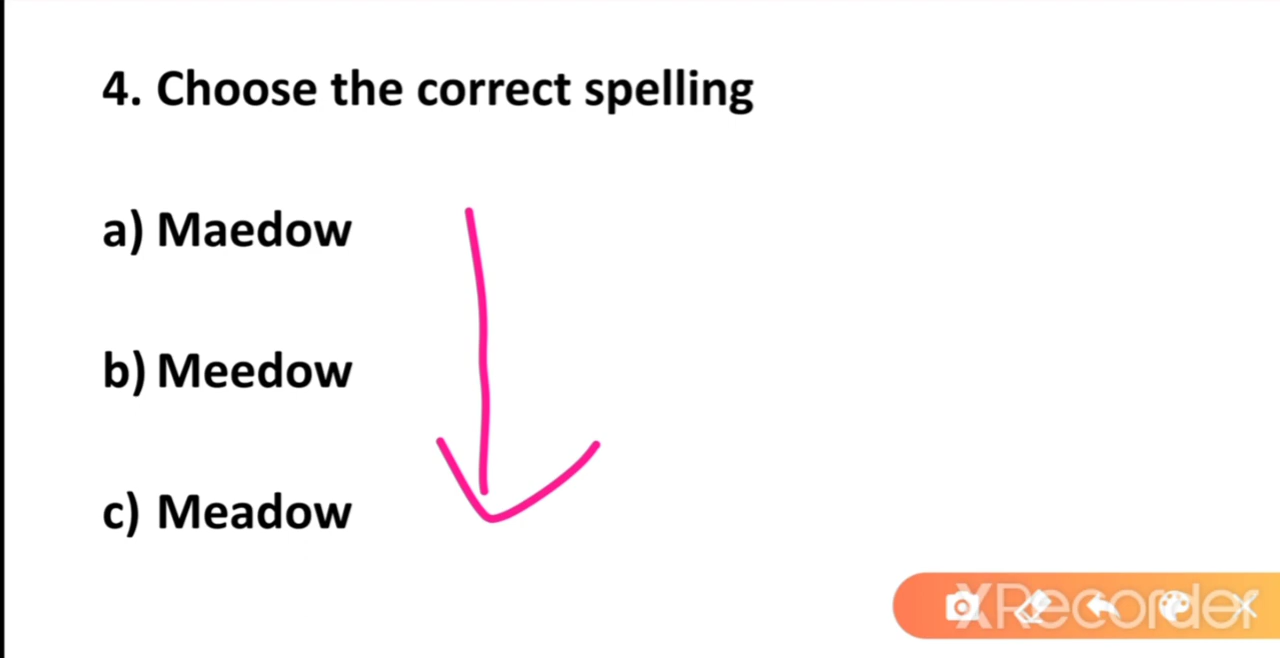 4. Choose the correct spelling
a) Maedow
b) Meedow
c) Meadow
XRecorder